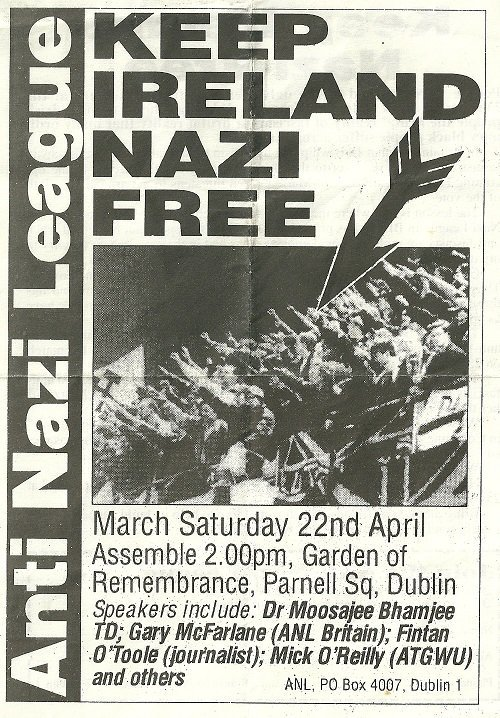 Anti Nazi League
KEEP
IRELAND
NAZI
FREE
March Saturday 22nd April
Assemble 2.00pm, Garden of
Remembrance, Parnell Sq, Dublin
Speakers include: Dr Moosajee Bhamjee
TD; Gary McFarlane (ANL Britain); Fintan
O'Toole (journalist); Mick O'Reilly (ATGWU)
and others
ANL, PO Box 4007, Dublin 1